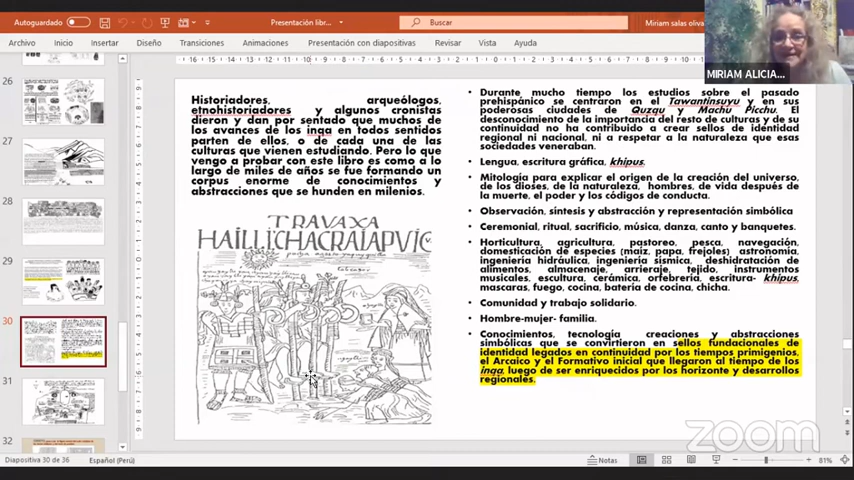 Autoguardado
Presentación libr...
Buscar
Miriam salas oliva
Archivo Inicio Insertar Diseño Transiciones Animaciones Presentación con diapositivas Revisar Vista Ayuda
MIRIAM ALICIA...
26
27
28
29
30
31
32
Historiadores, arqueólogos,
etnohistoriadores y algunos cronistas
dieron y dan por sentado que muchos de
los avances de los inqa en todos sentidos
parten de ellos, o de cada una de las
culturas que vienen estudiando. Pero lo que
vengo a probar con este libro es como a lo
largo de miles de años se fue formando un
corpus enorme de conocimientos y
abstracciones que se hunden en milenios.
TRAVAXA
HAILLICHACRAIAPVIC
• Durante mucho tiempo los estudios sobre el pasado
prehispánico se centraron en el Tawantinsuyu y en sus
poderosas ciudades de Quzqu y Machu Picchu. El
desconocimiento de la importancia del resto de culturas y de su
continuidad no ha contribuido a crear sellos de identidad
regional ni nacional, ni a respetar a la naturaleza que esas
sociedades veneraban.
• Lengua, escritura gráfica, khipus.
• Mitología para explicar el origen de la creación del universo,
de los dioses, de la naturaleza, hombres, de vida después de
la muerte, el poder y los códigos de conducta.
• Observación, síntesis y abstracción y representación simbólica
• Ceremonial, ritual, sacrificio, música, danza, canto y banquetes.
• Horticultura, agricultura, pastoreo, pesca, navegación,
domesticación de especies (maíz, papa, frejoles) astronomía,
ingeniería hidráulica, ingeniería sísmica, deshidratación de
alimentos, almacenaje, arrieraje, tejido, instrumentos
musicales, escultura, cerámica, orfebrería, escritura- khipus,
mascaras, fuego, cocina, batería de cocina, chicha.
• Comunidad y trabajo solidario.
• Hombre-mujer- familia.
• Conocimientos, tecnología creaciones y abstracciones
simbólicas que se convirtieron en sellos fundacionales de
identidad legados en continuidad por los tiempos primigenios,
el Arcaico y el Formativo inicial que llegaron al tiempo de los
inqa, luego de ser enriquecidos por los horizonte y desarrollos
regionales.
zoom
Diapositiva 30 de 36 Español (Perú) Notas 81%